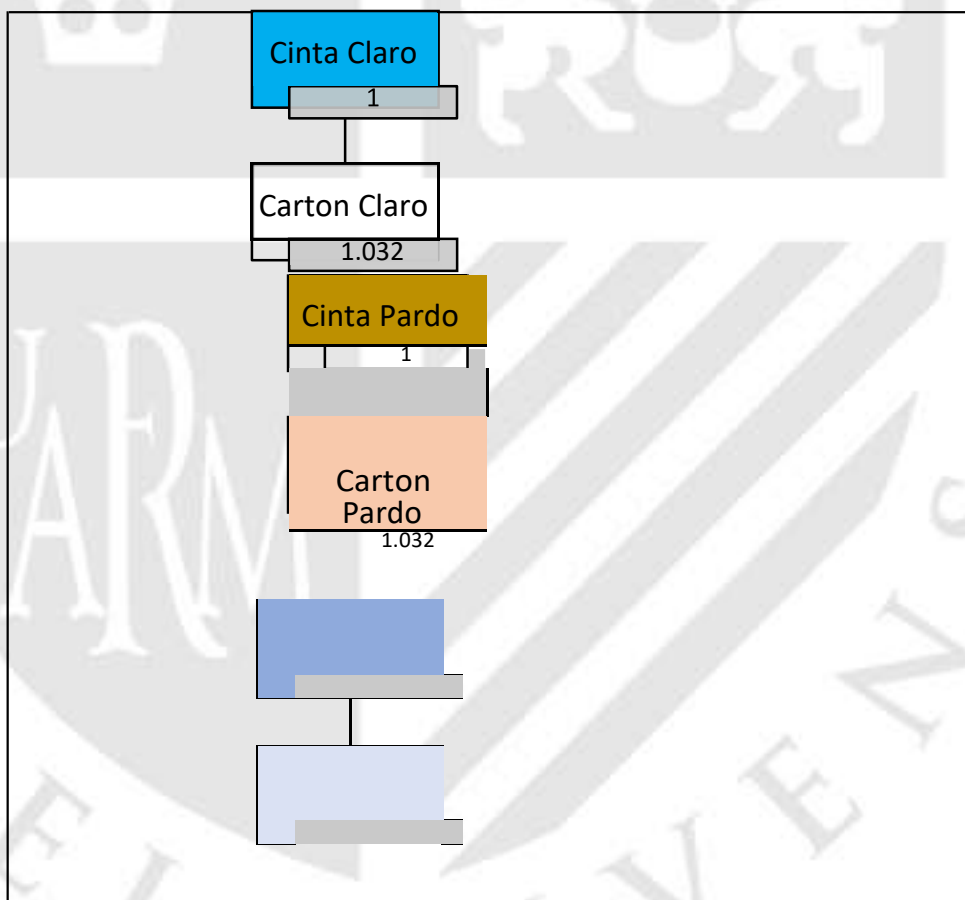 Cinta Claro
1
Carton Claro
1.032
Cinta Pardo
1
Carton
Pardo
1.032